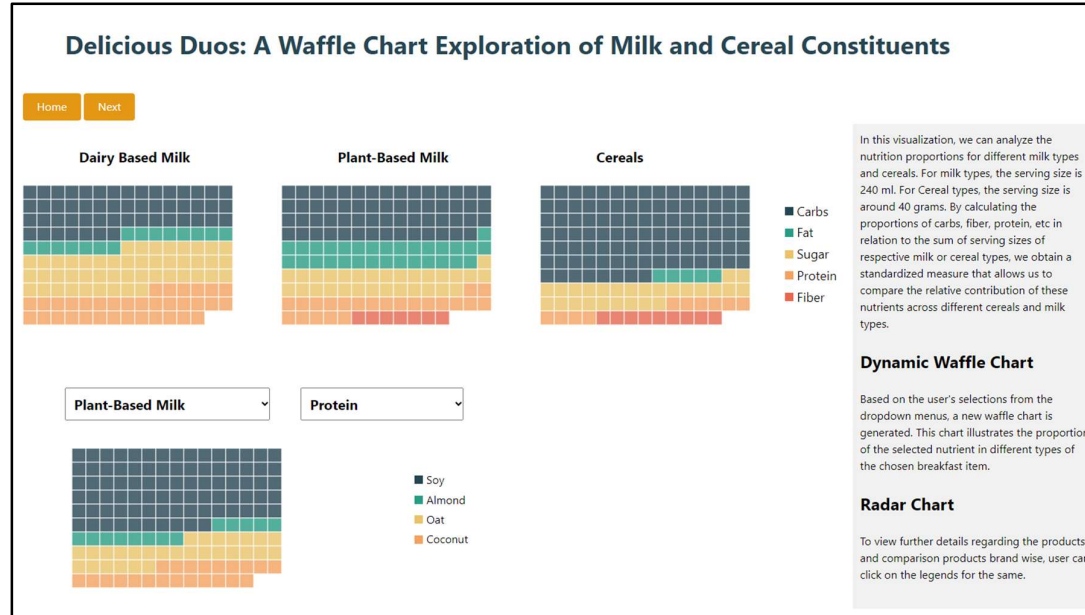 Delicious Duos: A Waffle Chart Exploration of Milk and Cereal Constituents
Home
Next
Dairy Based Milk
Plant-Based Milk
Cereals
Carbs
Fat
Sugar
Protein
Fiber
In this visualization, we can analyze the
nutrition proportions for different milk types
and cereals. For milk types, the serving size is
240 ml. For Cereal types, the serving size is
around 40 grams. By calculating the
proportions of carbs, fiber, protein, etc in
relation to the sum of serving sizes of
respective milk or cereal types, we obtain a
standardized measure that allows us to
compare the relative contribution of these
nutrients across different cereals and milk
types.
Dynamic Waffle Chart
Based on the user's selections from the
dropdown menus, a new waffle chart is
generated. This chart illustrates the proportion
of the selected nutrient in different types of
the chosen breakfast item.
Radar Chart
To view further details regarding the products
and comparison products brand wise, user can
click on the legends for the same.
Plant-Based Milk
Protein
Soy
Almond
Oat
Coconut